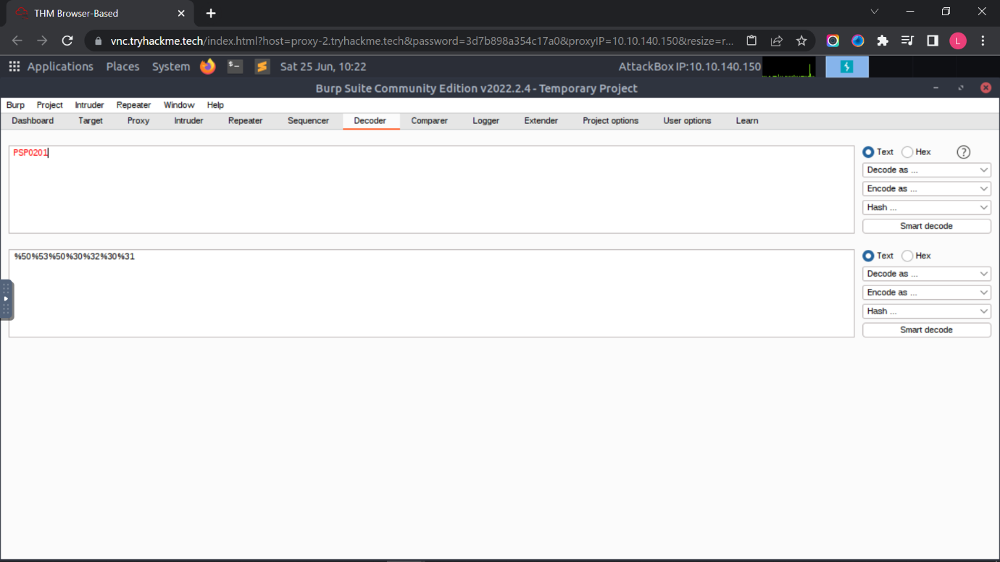 THM Browser-Based
vnc.tryhackme.tech/index.html?host=proxy-2.tryhackme.tech&password=3d7b898a354c17a0&proxyIP=10.10.140.150&resize=r...
L
Applications Places System $- Sat 25 Jun, 10:22 AttackBox IP:10.10.140.150
Burp Suite Community Edition v2022.2.4 - Temporary Project
Burp Project Intruder Repeater Window Help
Dashboard Target Proxy Intruder Repeater Sequencer Decoder Comparer Logger Extender Project options User options Learn
PSP0201
Text Hex ?
Decode as ...
Encode as ...
Hash ...
Smart decode
%50%53%50%30%32%30%31
Text Hex
Decode as ...
Encode as ...
Hash ...
Smart decode